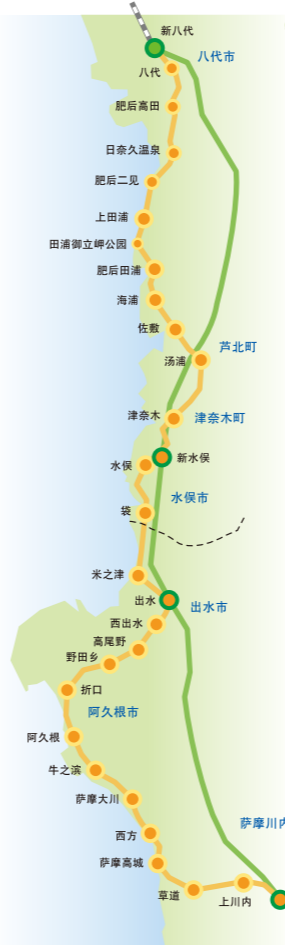 新八代
八代市
八代
肥后高田
日奈久温泉
肥后二见
上田浦
田浦御立岬公园
肥后田浦
海浦
佐敷
芦北町
汤浦
津奈木
津奈木町
新水俣
水俣
水俣市
袋
米之津
出水
出水市
西出水
高尾野
野田乡
折口
阿久根市
阿久根
牛之滨
萨摩大川
萨摩川内
西方
萨摩高城
草道
上川内